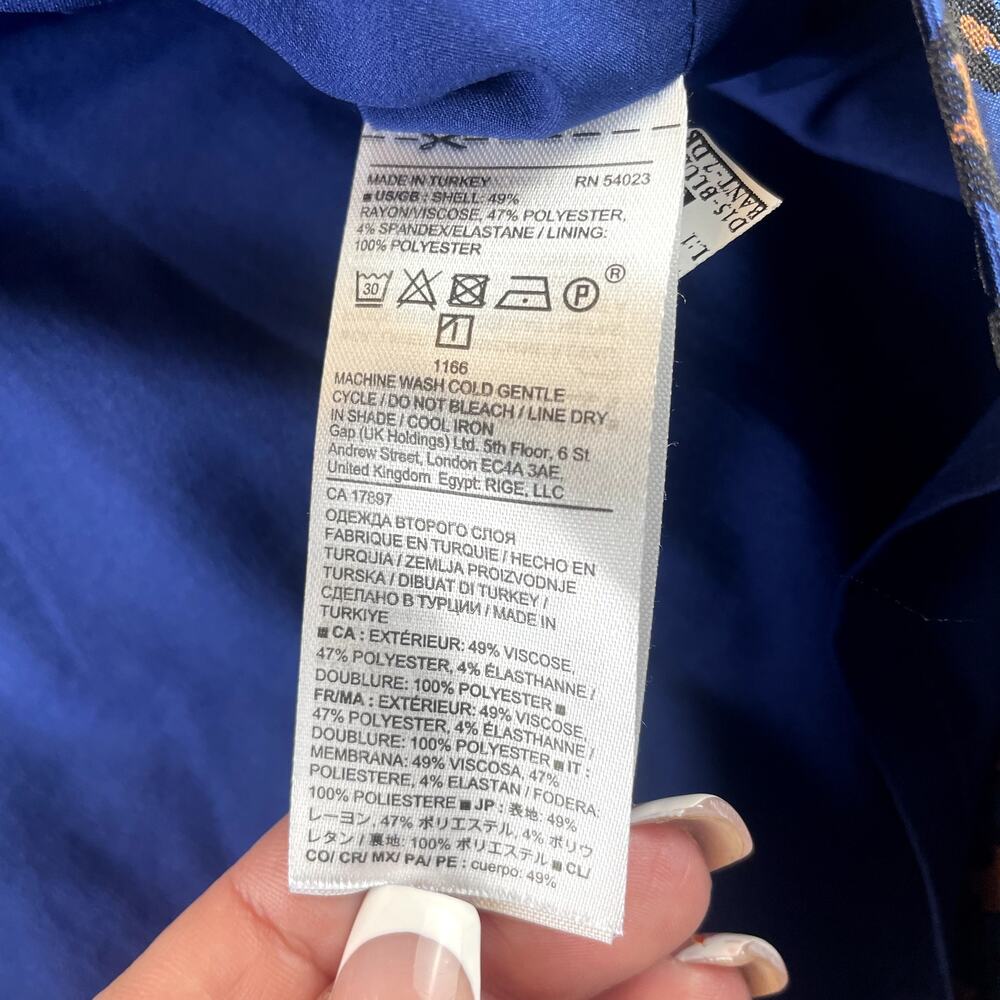 MADE IN TURKEY RN 54023
■ US/GB : SHELL: 49%
RAYON/VISCOSE, 47% POLYESTER,
4% SPANDEX/ELASTANE / LINING:
100% POLYESTER
30 P ®
1166
MACHINE WASH COLD GENTLE
CYCLE / DO NOT BLEACH / LINE DRY
IN SHADE / COOL IRON
Gap (UK Holdings) Ltd. 5th Floor, 6 St
Andrew Street, London EC4A 3AE,
United Kingdom Egypt: RIGE, LLC
CA 17897
ОДЕЖДА ВТОРОГО СЛОЯ
FABRIQUE EN TURQUIE / HECHO EN
TURQUIA / ZEMLJA PROIZVODNJE
TURSKA / DIBUAT DI TURKEY /
СДЕЛАНО В ТУРЦИИ / MADE IN
TURKIYE
■ CA : EXTÉRIEUR: 49% VISCOSE,
47% POLYESTER, 4% ÉLASTHANNE /
DOUBLURE: 100% POLYESTER ■
FR/MA : EXTÉRIEUR: 49% VISCOSE,
47% POLYESTER, 4% ÉLASTHANNE /
DOUBLURE: 100% POLYESTER ■ IT :
MEMBRANA: 49% VISCOSA, 47%
POLIESTERE, 4% ELASTAN / FODERA:
100% POLIESTERE ■ JP : 表地: 49%
レーヨン, 47% ポリエステル, 4% ポリウ
レタン / 裏地: 100% ポリエステル ■ CL/
CO/ CR/ MX/ PA/ PE : cuerpo: 49%